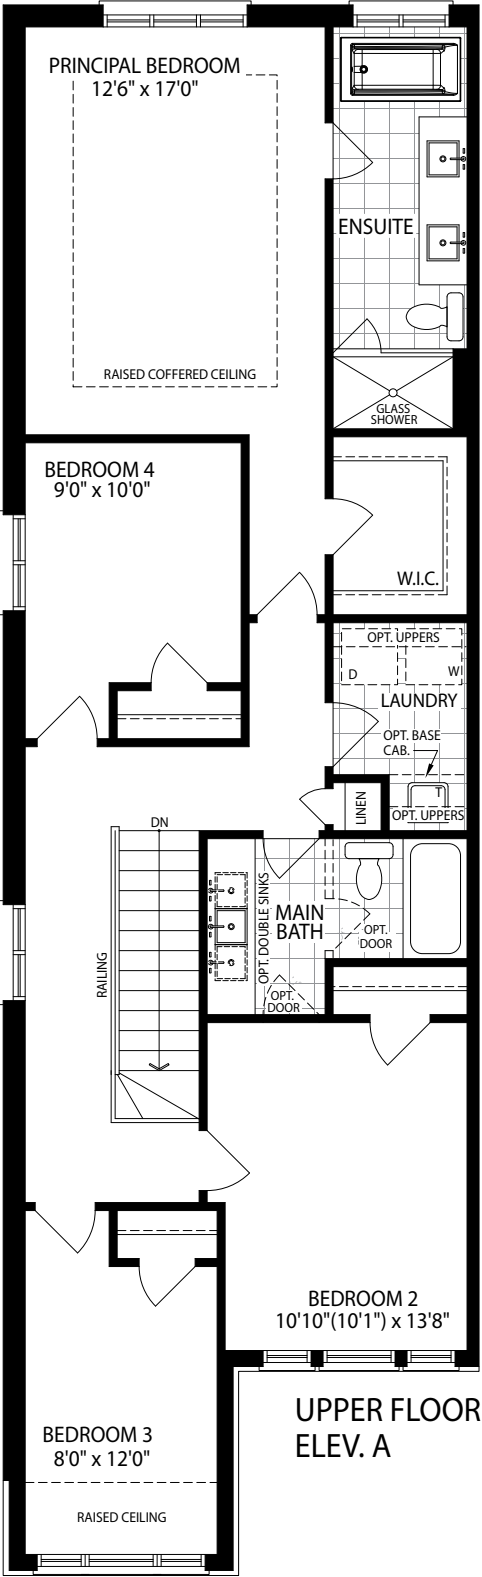 PRINCIPAL BEDROOM
12'6" x 17'0"
ENSUITE
RAISED COFFERED CEILING
GLASS
SHOWER
BEDROOM 4
9'0" x 10'0"
W.I.C.
OPT. UPPERS
D
W
LAUNDRY
OPT. BASE
CAB.
T
LINEN
OPT. UPPERS
DN
RAILING
OPT. DOUBLE SINKS
MAIN
BATH
OPT.
DOOR
OPT.
DOOR
BEDROOM 2
10'10"(10'1") x 13'8"
UPPER FLOOR
ELEV. A
BEDROOM 3
8'0" x 12'0"
RAISED CEILING